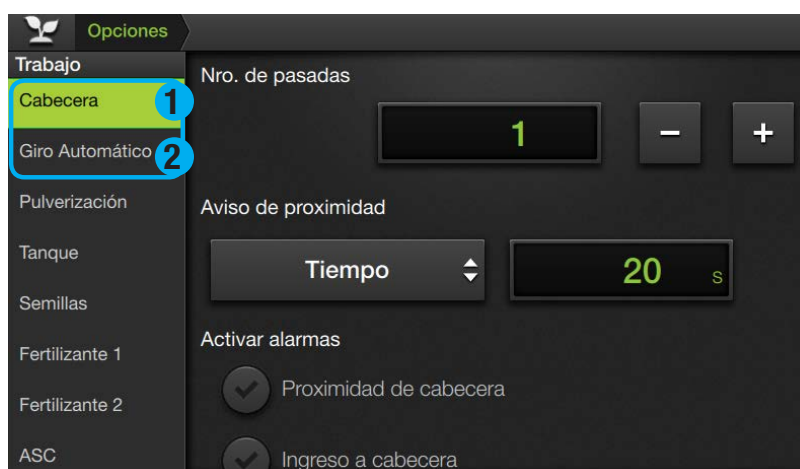 Opciones
Trabajo
Cabecera 1
Giro Automático 2
Pulverización
Tanque
Semillas
Fertilizante 1
Fertilizante 2
ASC
Nro. de pasadas
1 − +
Aviso de proximidad
Tiempo 20 s
Activar alarmas
Proximidad de cabecera
Ingreso a cabecera